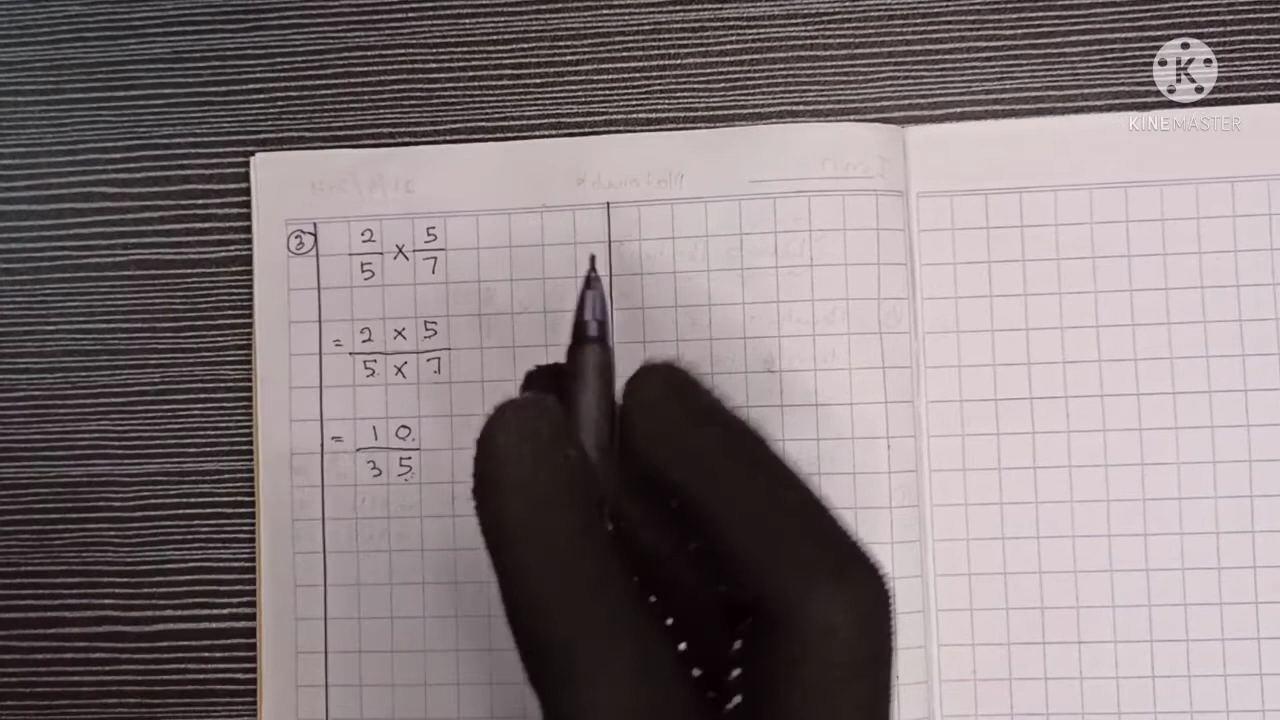 KINEMASTER
③ 2/5 × 5/7
= 2 × 5 / 5 × 7
= 10/35